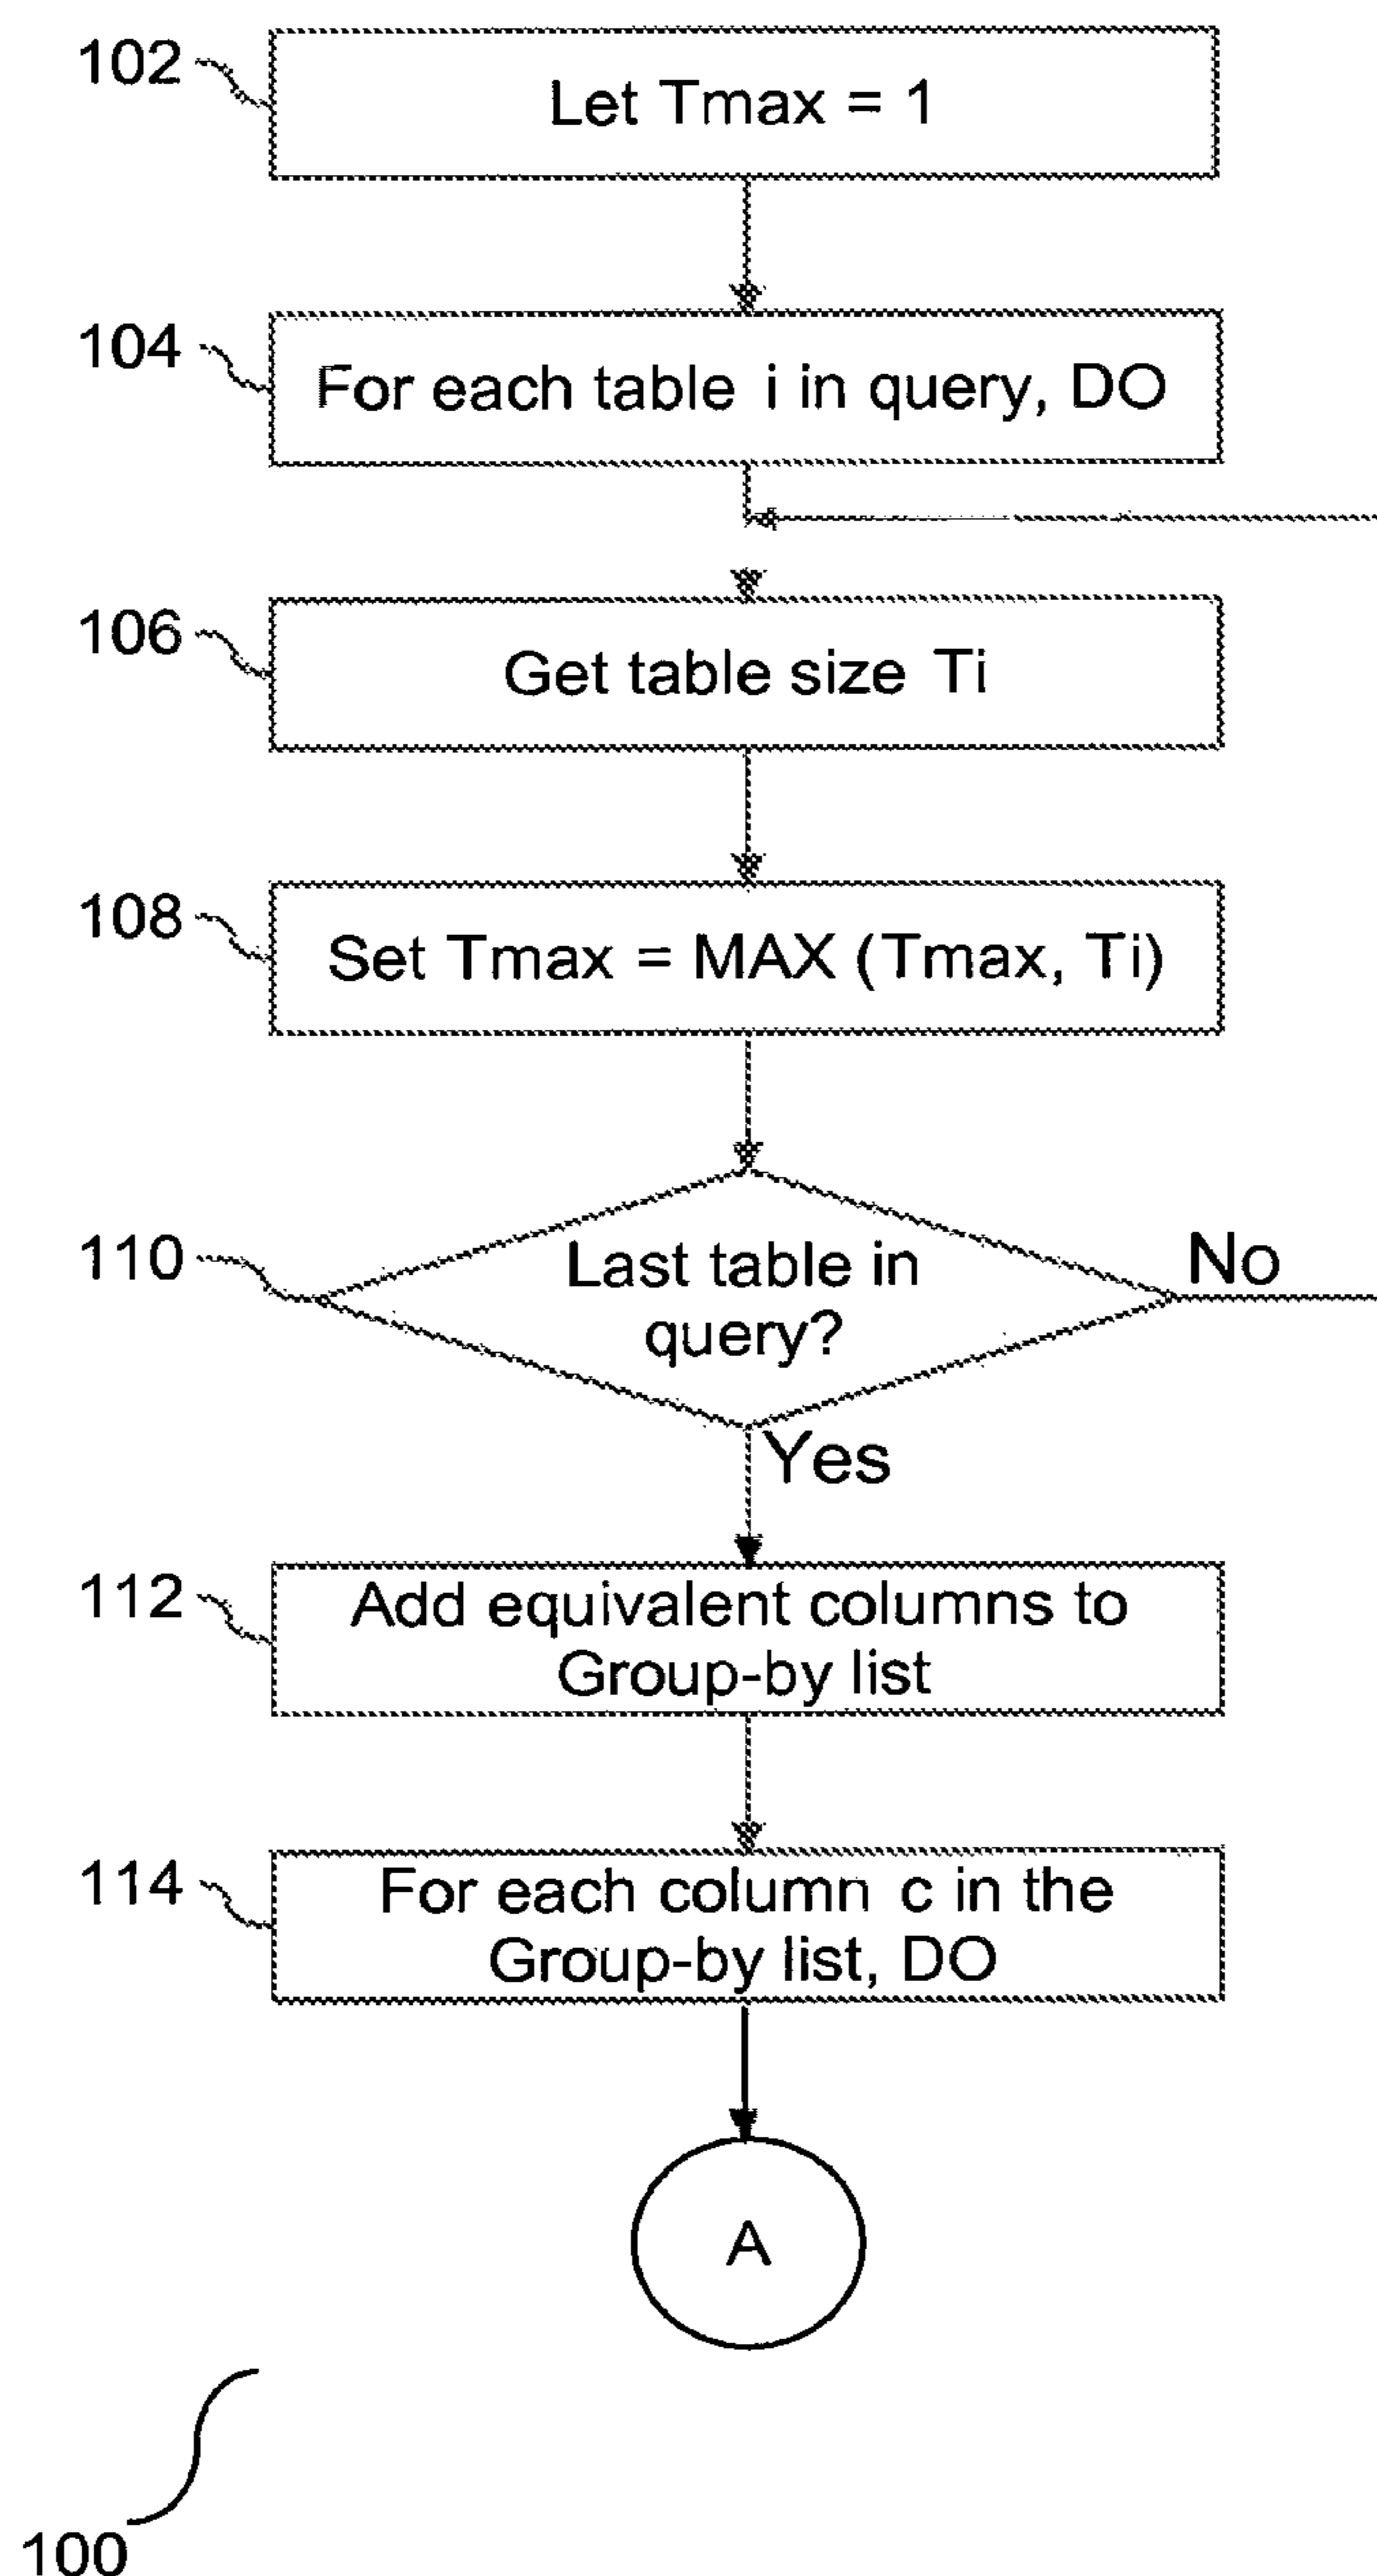 102
Let Tmax = 1
104
For each table i in query, DO
106
Get table size Ti
108
Set Tmax = MAX (Tmax, Ti)
110
Last table in
query?
No
Yes
112
Add equivalent columns to
Group-by list
114
For each column c in the
Group-by list, DO
A
100